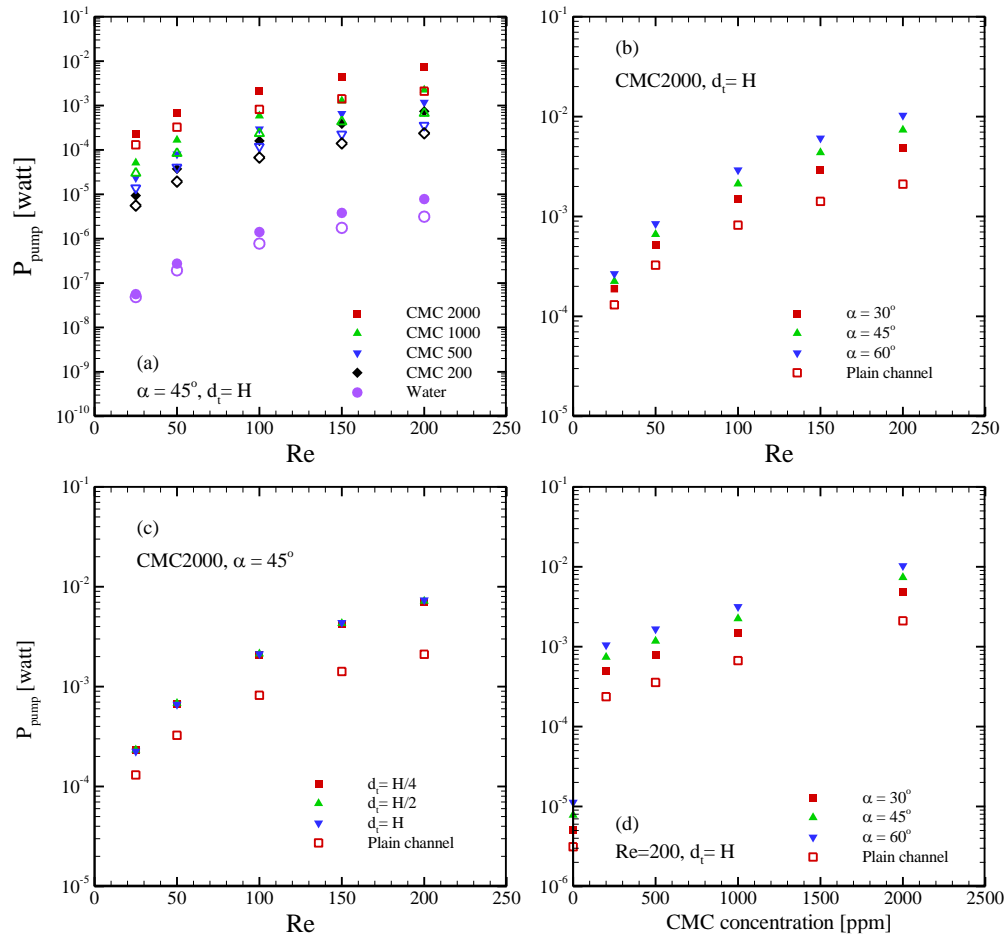 10⁻¹
10⁰
10⁻²
10⁻³
10⁻⁴
10⁻⁵
10⁻⁶
10⁻⁷
10⁻⁸
10⁻⁹
10⁻¹⁰
P_pump [watt]
CMC 2000
CMC 1000
CMC 500
CMC 200
Water
(a)
α = 45°, d_t= H
0 50 100 150 200 250
Re
10⁻¹
10⁻²
10⁻³
10⁻⁴
10⁻⁵
(b)
CMC2000, d_t= H
α = 30°
α = 45°
α = 60°
Plain channel
0 50 100 150 200 250
Re
10⁻¹
10⁻²
10⁻³
10⁻⁴
10⁻⁵
P_pump [watt]
(c)
CMC2000, α = 45°
d_t= H/4
d_t= H/2
d_t= H
Plain channel
0 50 100 150 200 250
Re
10⁻¹
10⁻²
10⁻³
10⁻⁴
10⁻⁵
10⁻⁶
α = 30°
α = 45°
α = 60°
Plain channel
(d)
Re=200, d_t= H
0 500 1000 1500 2000 2500
CMC concentration [ppm]